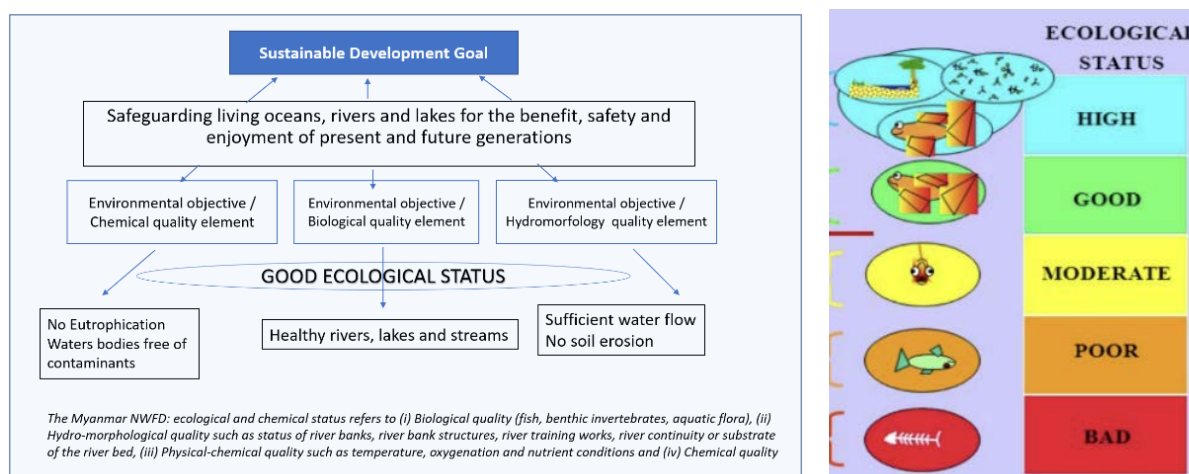 Sustainable Development Goal
Safeguarding living oceans, rivers and lakes for the benefit, safety and
enjoyment of present and future generations
Environmental objective /
Chemical quality element
Environmental objective /
Biological quality element
Environmental objective /
Hydromorfology quality element
GOOD ECOLOGICAL STATUS
No Eutrophication
Waters bodies free of
contaminants
Healthy rivers, lakes and streams
Sufficient water flow
No soil erosion
The Myanmar NWFD: ecological and chemical status refers to (i) Biological quality (fish, benthic invertebrates, aquatic flora), (ii)
Hydro-morphological quality such as status of river banks, river bank structures, river training works, river continuity or substrate
of the river bed, (iii) Physical-chemical quality such as temperature, oxygenation and nutrient conditions and (iv) Chemical quality
ECOLOGICAL
STATUS
HIGH
GOOD
MODERATE
POOR
BAD